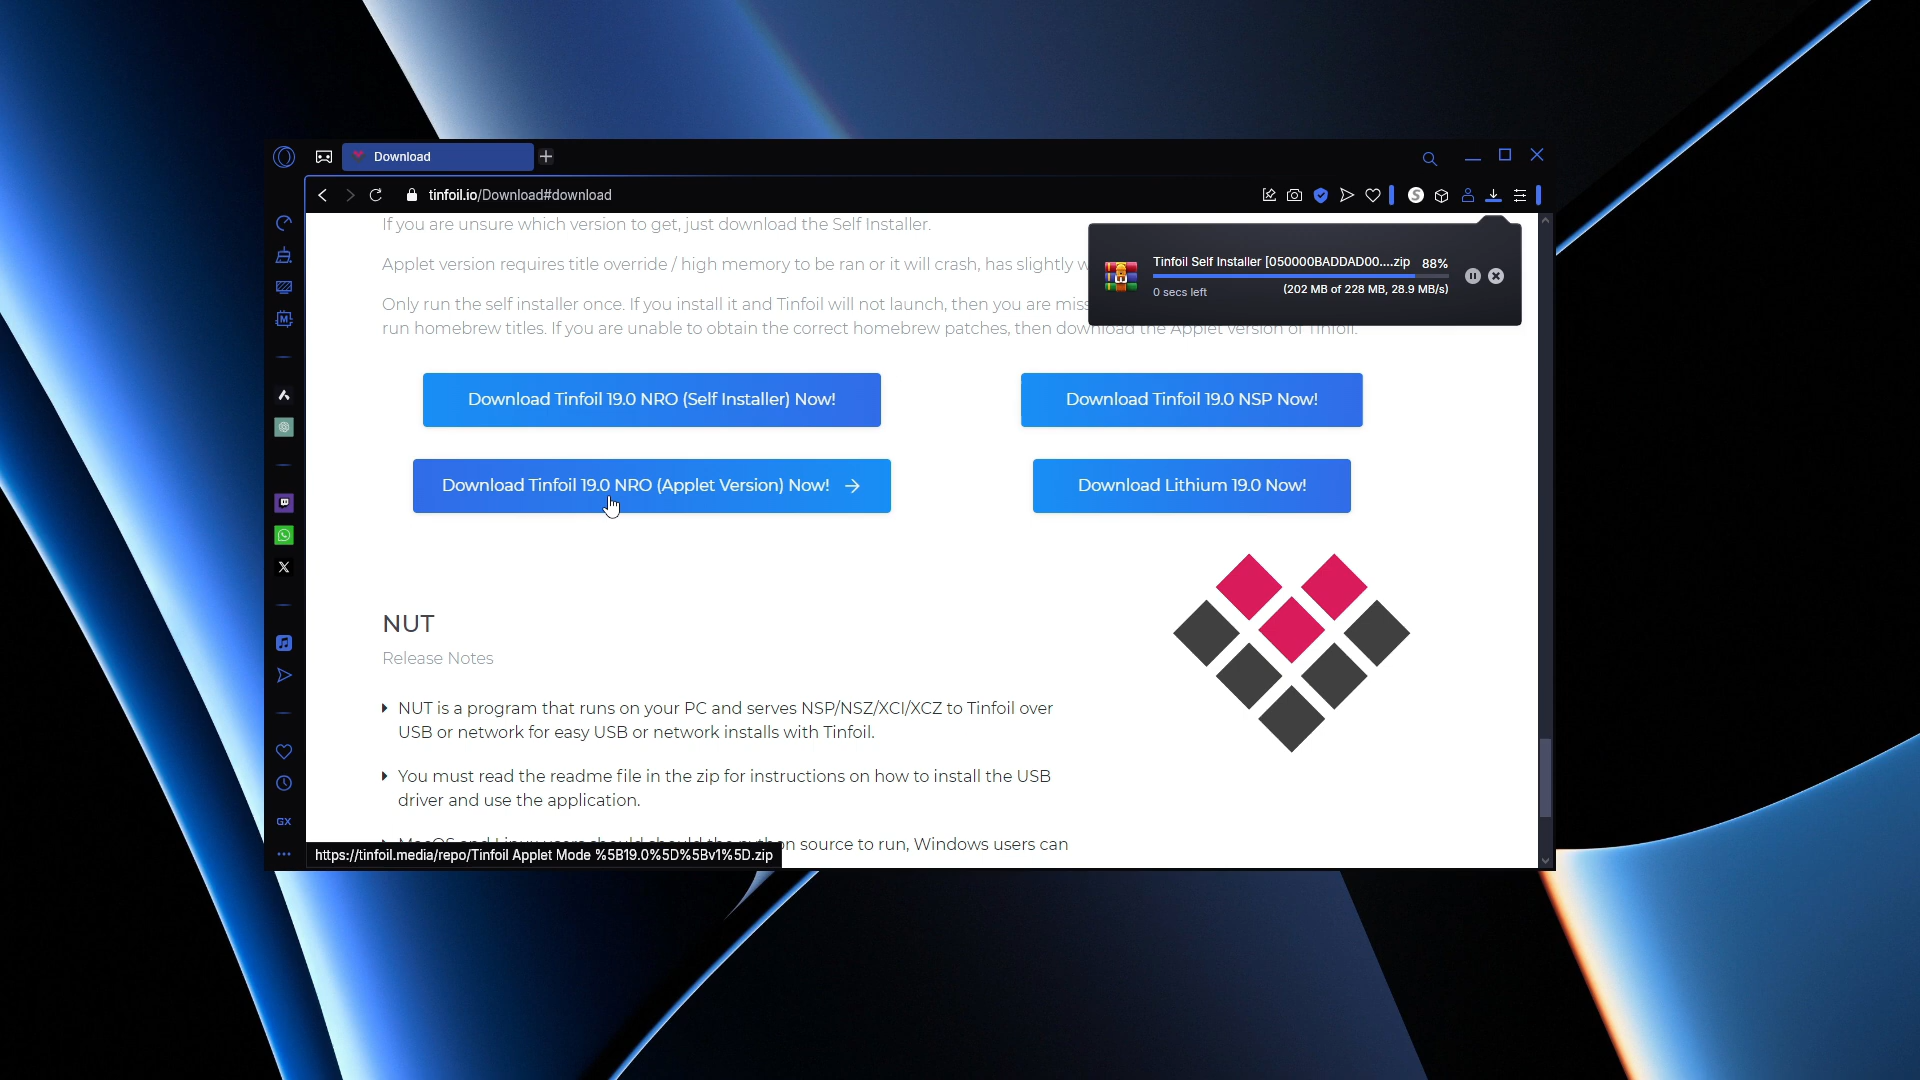 Download
tinfoil.io/Download#download
If you are unsure which version to get, just download the Self Installer.
Applet version requires title override / high memory to be ran or it will crash, has slightly w
Only run the self installer once. If you install it and Tinfoil will not launch, then you are miss
run homebrew titles. If you are unable to obtain the correct homebrew patches, then download the Applet version of Tinfoil.
Tinfoil Self Installer [050000BADDAD00....zip 88%
0 secs left (202 MB of 228 MB, 28.9 MB/s)
Download Tinfoil 19.0 NRO (Self Installer) Now!
Download Tinfoil 19.0 NSP Now!
Download Tinfoil 19.0 NRO (Applet Version) Now!
Download Lithium 19.0 Now!
NUT
Release Notes
NUT is a program that runs on your PC and serves NSP/NSZ/XCI/XCZ to Tinfoil over
USB or network for easy USB or network installs with Tinfoil.
You must read the readme file in the zip for instructions on how to install the USB
driver and use the application.
MacOS and Linux users should should the python source to run, Windows users can
GX
https://tinfoil.media/repo/Tinfoil Applet Mode %5B19.0%5D%5Bv1%5D.zip